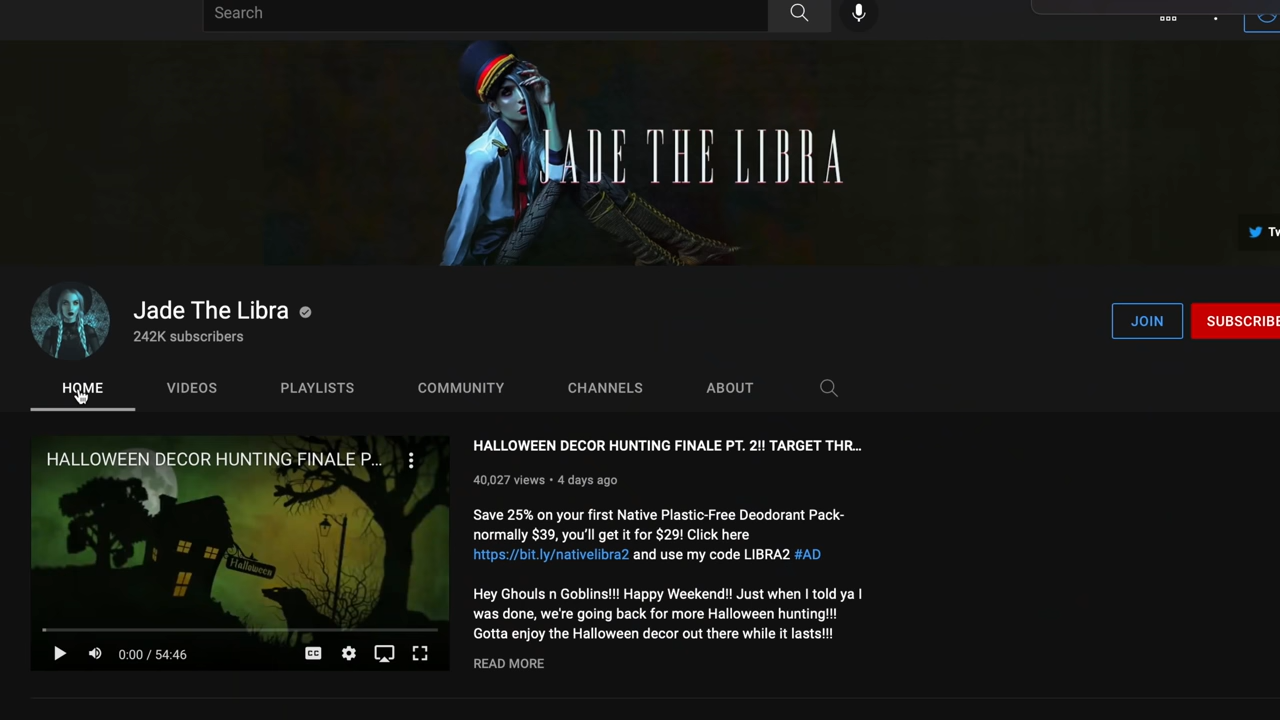 Search
JADE THE LIBRA
Tw
Jade The Libra
242K subscribers
JOIN
SUBSCRIBE
HOME
VIDEOS
PLAYLISTS
COMMUNITY
CHANNELS
ABOUT
HALLOWEEN DECOR HUNTING FINALE P...
Halloween
0:00 / 54:46
CC
HALLOWEEN DECOR HUNTING FINALE PT. 2!! TARGET THR...
40,027 views • 4 days ago
Save 25% on your first Native Plastic-Free Deodorant Pack-
normally $39, you’ll get it for $29! Click here
https://bit.ly/nativelibra2 and use my code LIBRA2 #AD
Hey Ghouls n Goblins!!! Happy Weekend!! Just when I told ya I
was done, we're going back for more Halloween hunting!!!
Gotta enjoy the Halloween decor out there while it lasts!!!
READ MORE